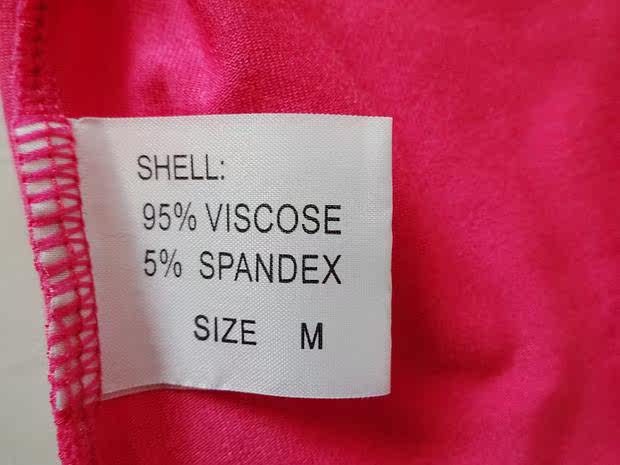 SHELL:
95% VISCOSE
5% SPANDEX
SIZE M